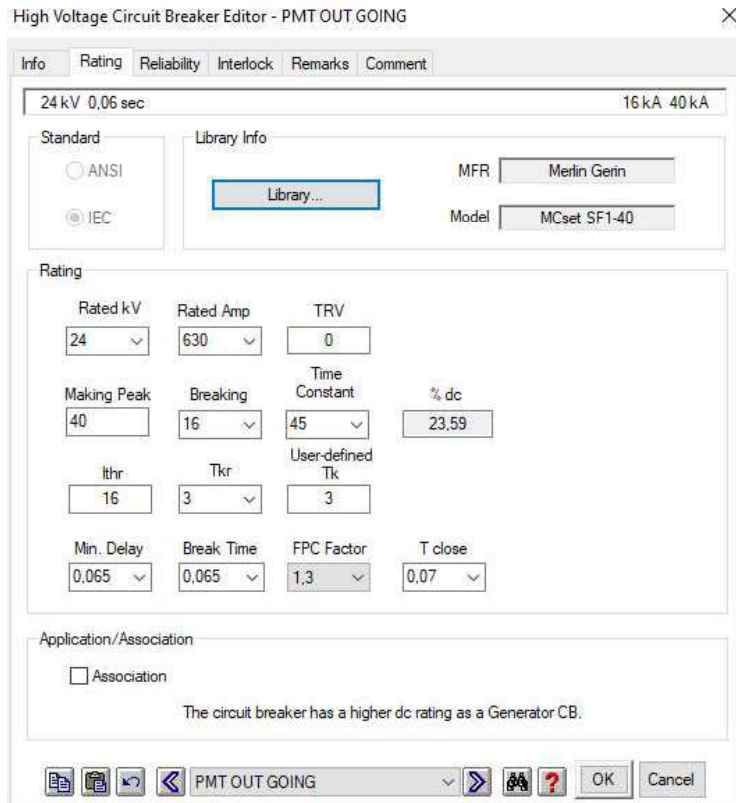 High Voltage Circuit Breaker Editor - PMT OUT GOING
Info Rating Reliability Interlock Remarks Comment
24 kV 0,06 sec 16 kA 40 kA
Standard Library Info
ANSI
IEC
Library...
MFR Merlin Gerin
Model MCset SF1-40
Rating
Rated kV Rated Amp TRV
24 630 0
Making Peak Breaking Time Constant % dc
40 16 45 23,59
Ithr Tkr User-defined Tk
16 3 3
Min. Delay Break Time FPC Factor T close
0,065 0,065 1,3 0,07
Application/Association
Association
The circuit breaker has a higher dc rating as a Generator CB.
PMT OUT GOING ? OK Cancel